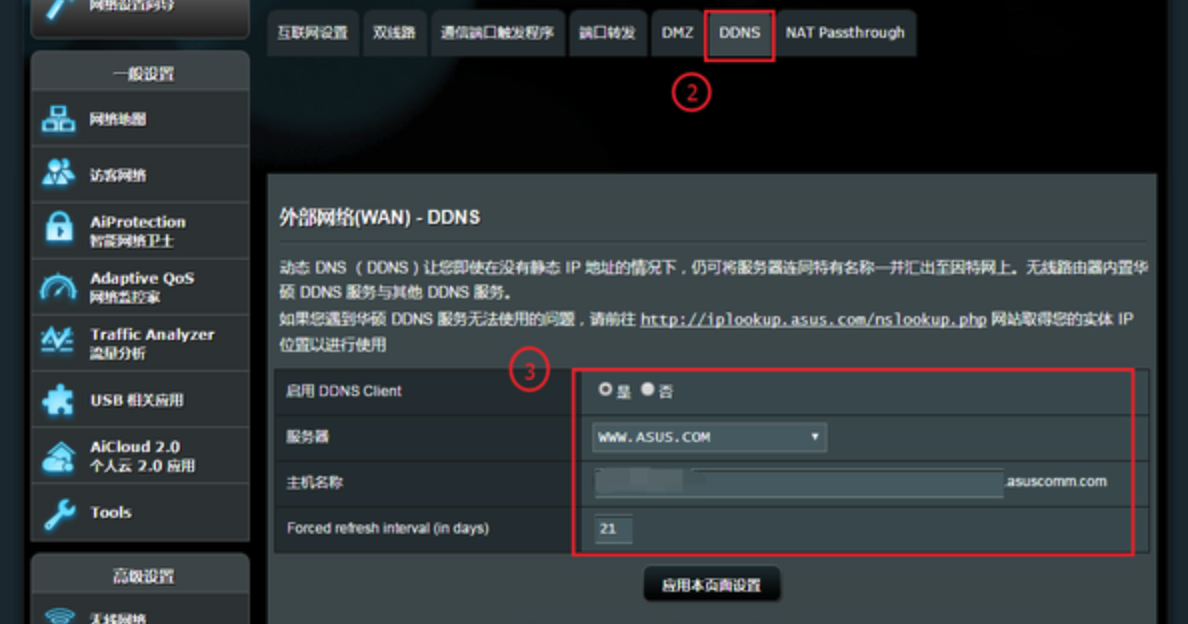 网络设置向导
互联网设置
双线路
通信端口触发程序
端口转发
DMZ
DDNS
NAT Passthrough
②
一般设置
网络地图
访客网络
AiProtection
智能网络卫士
Adaptive QoS
网络监控家
Traffic Analyzer
流量分析
USB 相关应用
AiCloud 2.0
个人云 2.0 应用
Tools
高级设置
无线网络
外部网络(WAN) - DDNS
动态 DNS （ DDNS ) 让您即使在没有静态 IP 地址的情况下，仍可将服务器连同特有名称一并汇出至因特网上。无线路由器内置华
硕 DDNS 服务与其他 DDNS 服务。
如果您遇到华硕 DDNS 服务无法使用的问题，请前往 http://iplookup.asus.com/nslookup.php 网站取得您的实体 IP
位置以进行使用
③
启用 DDNS Client
是 否
服务器
WWW.ASUS.COM
主机名称
.asuscomm.com
Forced refresh interval (in days)
21
应用本页面设置